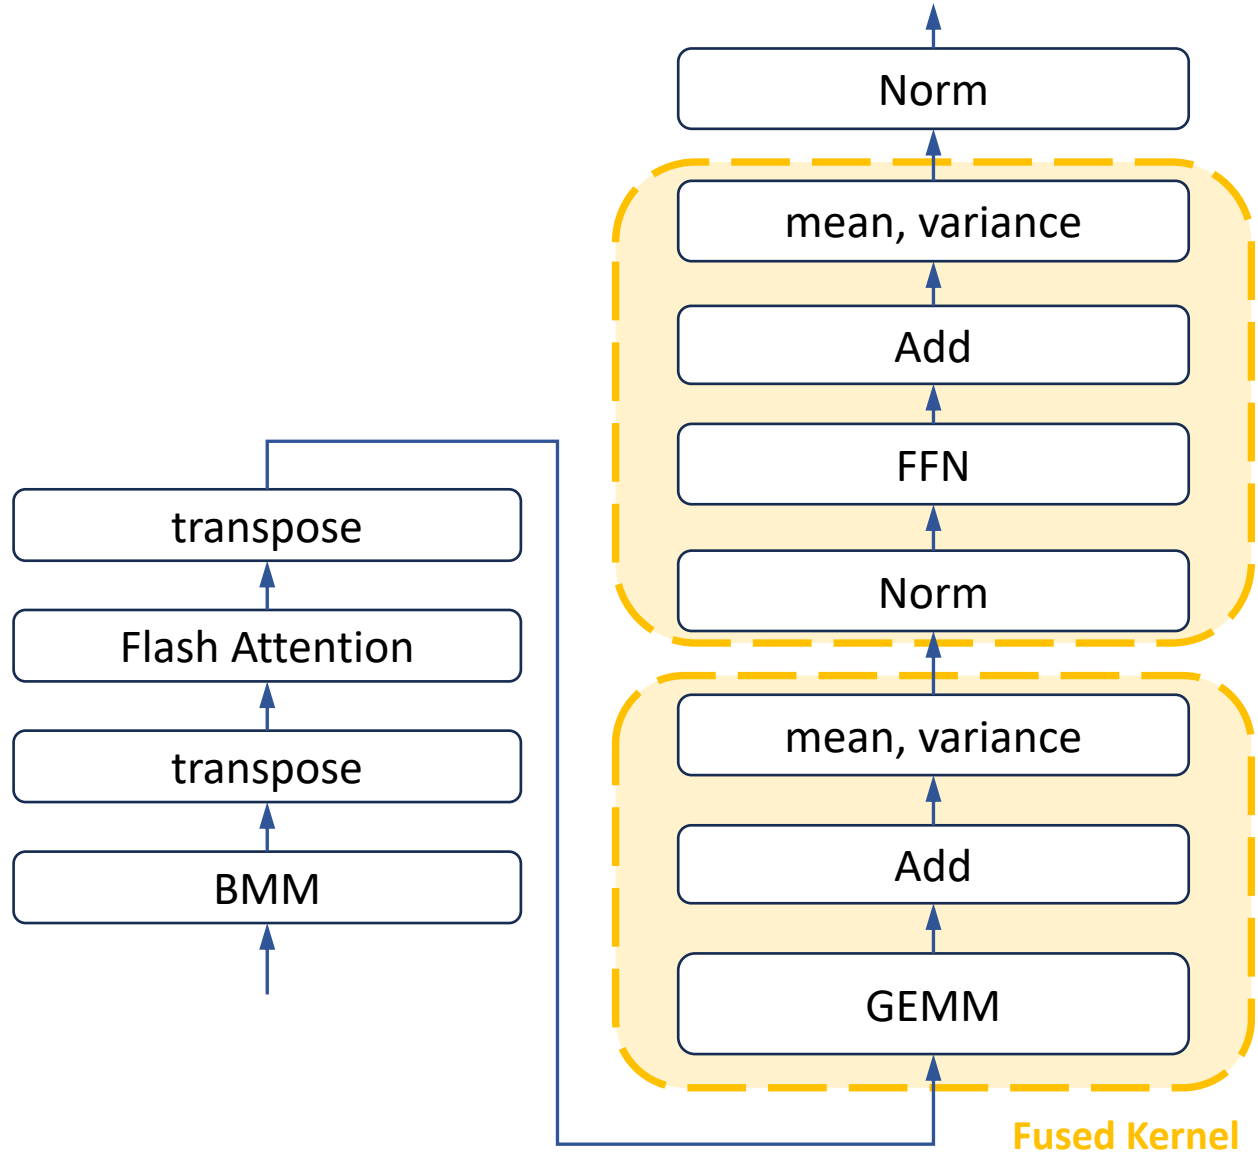 Norm
mean, variance
Add
FFN
Norm
mean, variance
Add
GEMM
Fused Kernel
transpose
Flash Attention
transpose
BMM